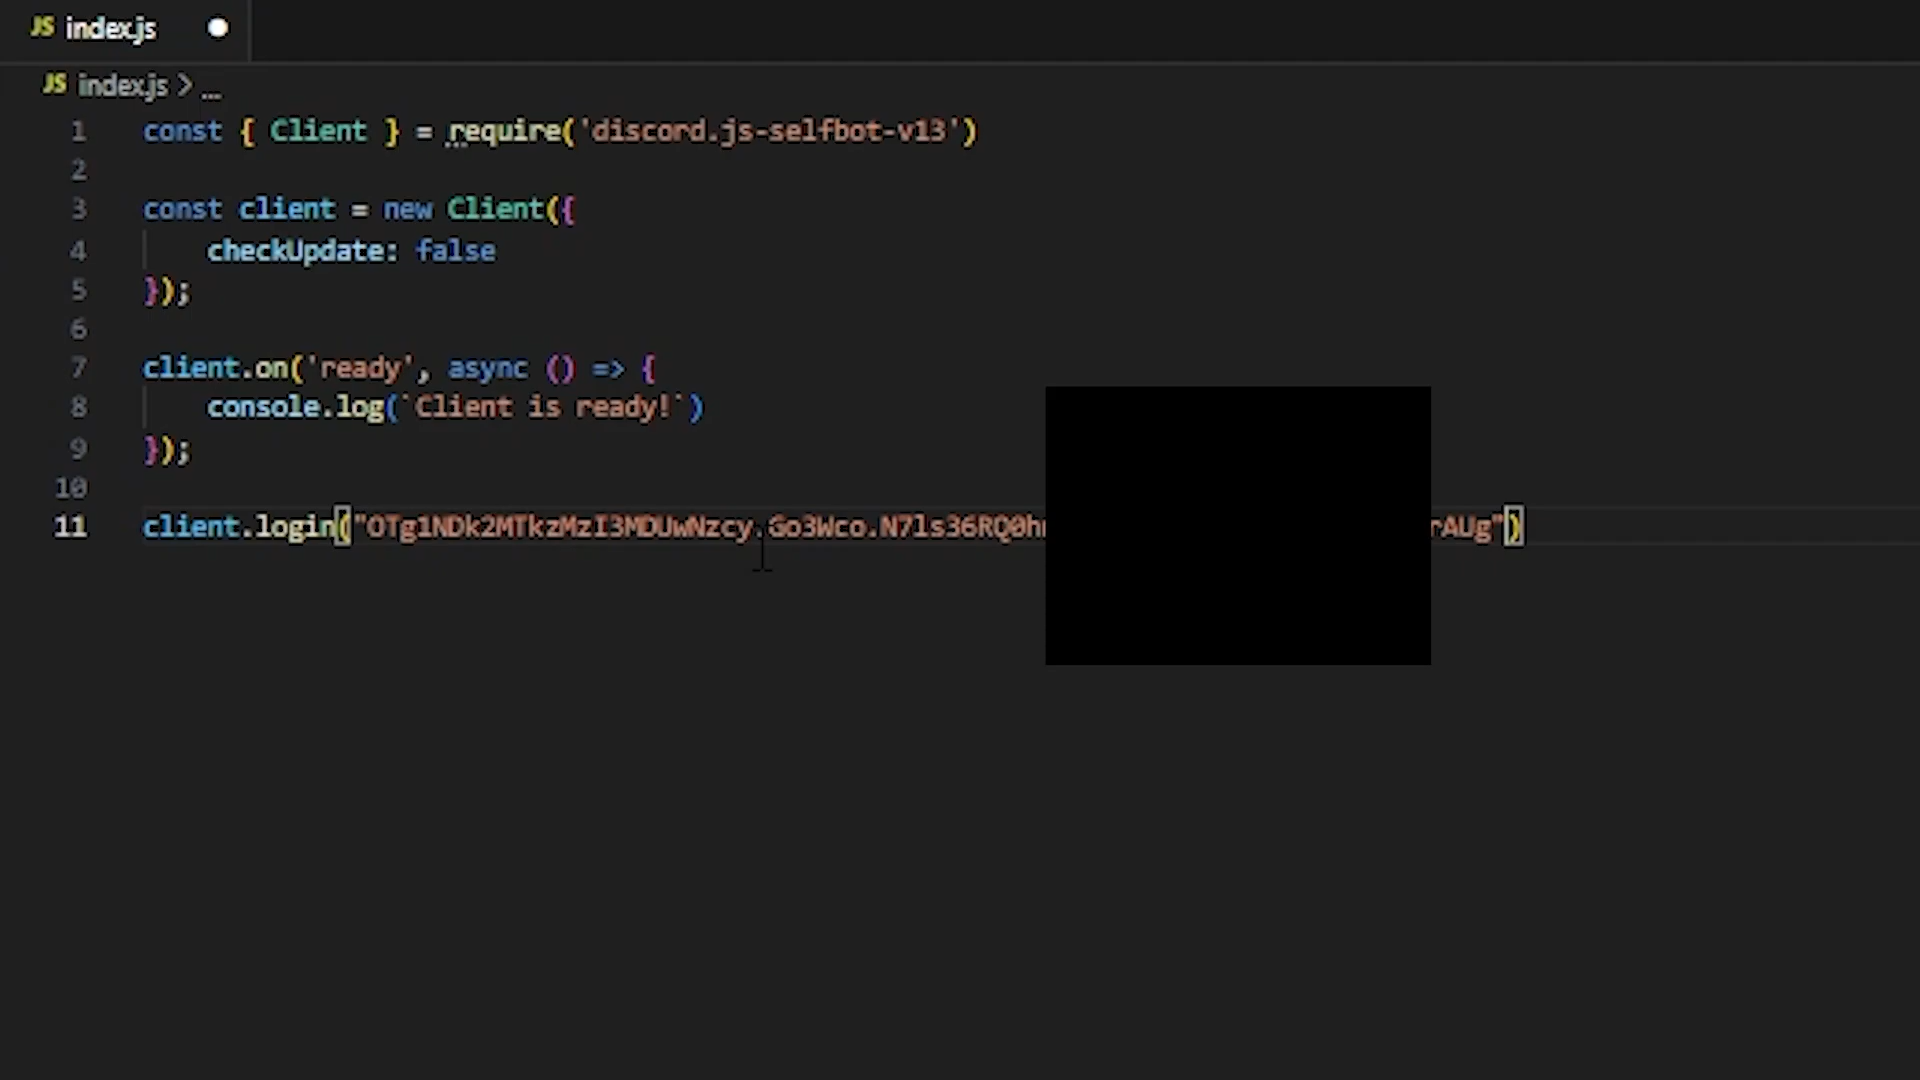 JS index.js
JS index.js > ...
1 const { Client } = require('discord.js-selfbot-v13')
2
3 const client = new Client({
4 checkUpdate: false
5 });
6
7 client.on('ready', async () => {
8 console.log(`Client is ready!`)
9 });
10
11 client.login("OTg1NDk2MTkzMzI3MDUwNzcy.Go3Wco.N7ls36RQ0h rAUg")